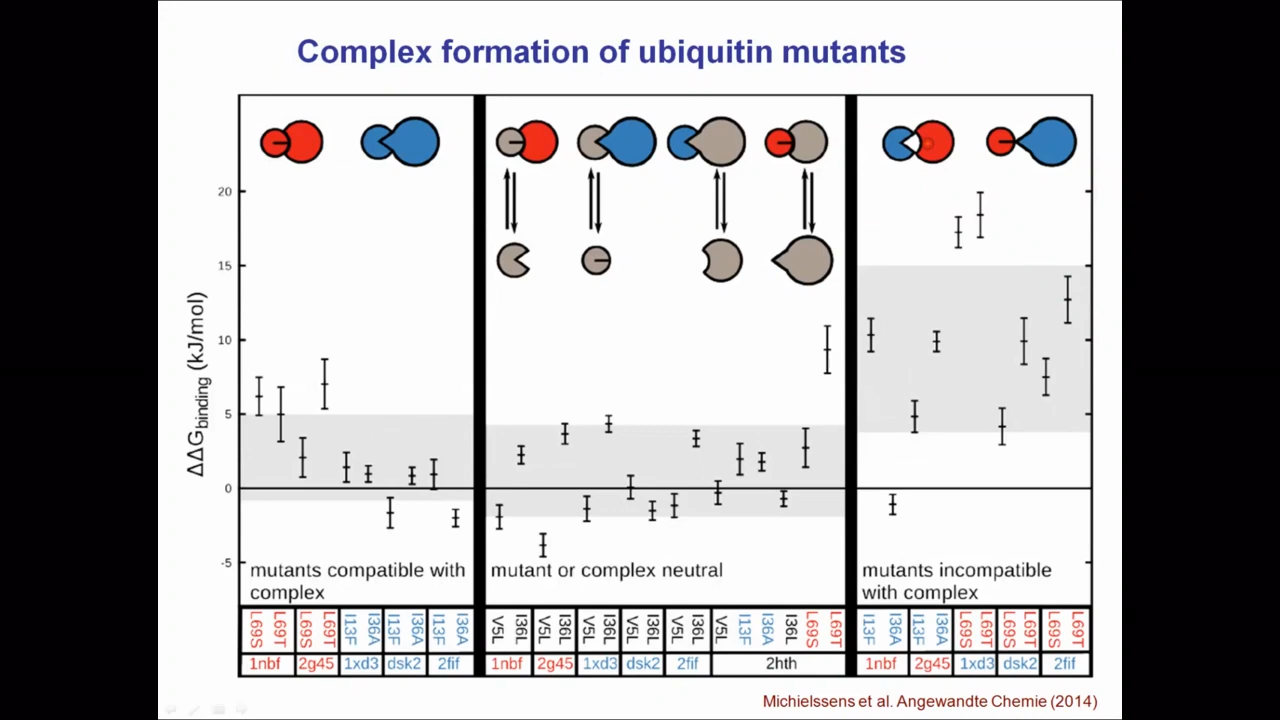 Complex formation of ubiquitin mutants
20
15
10
5
0
-5
ΔΔG_binding (kJ/mol)
mutants compatible with
complex
mutant or complex neutral
mutants incompatible
with complex
L69S L69T L69S L69T I13F I36A I13F I36A I13F I36A
1nbf 2g45 1xd3 dsk2 2fif
V5L I36L V5L I36L V5L I36L V5L I36L V5L I36L V5L I13F I36A I36L L69S L69T
1nbf 2g45 1xd3 dsk2 2fif 2hth
I13F I36A I13F I36A L69S L69T L69S L69T L69S L69T
1nbf 2g45 1xd3 dsk2 2fif
Michielssens et al. Angewandte Chemie (2014)